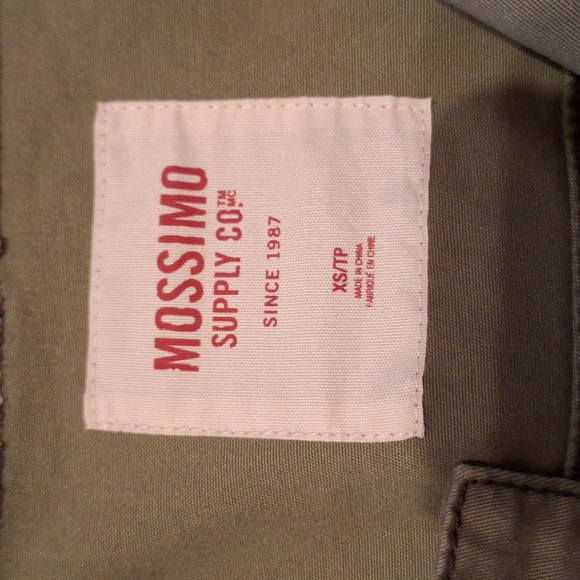 MOSSIMO
SUPPLY CO.™ MC
SINCE 1987
XS/TP
MADE IN CHINA
FABRIQUÉ EN CHINE